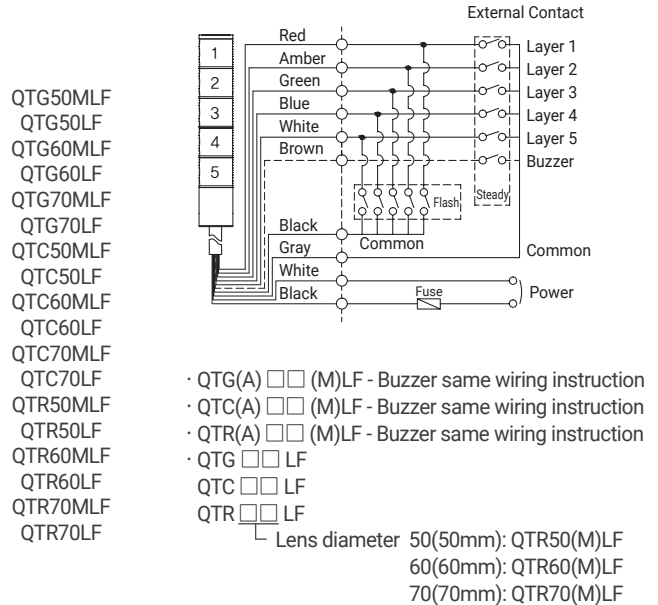 External Contact
Red
Amber
Green
Blue
White
Brown
Black
Gray
White
Black
1
2
3
4
5
Layer 1
Layer 2
Layer 3
Layer 4
Layer 5
Buzzer
Flash
Steady
Common
Common
Fuse
Power
QTG50MLF
QTG50LF
QTG60MLF
QTG60LF
QTG70MLF
QTG70LF
QTC50MLF
QTC50LF
QTC60MLF
QTC60LF
QTC70MLF
QTC70LF
QTR50MLF
QTR50LF
QTR60MLF
QTR60LF
QTR70MLF
QTR70LF
· QTG(A) □□ (M)LF - Buzzer same wiring instruction
· QTC(A) □□ (M)LF - Buzzer same wiring instruction
· QTR(A) □□ (M)LF - Buzzer same wiring instruction
· QTG □□ LF
QTC □□ LF
QTR □□ LF
Lens diameter 50(50mm): QTR50(M)LF
60(60mm): QTR60(M)LF
70(70mm): QTR70(M)LF